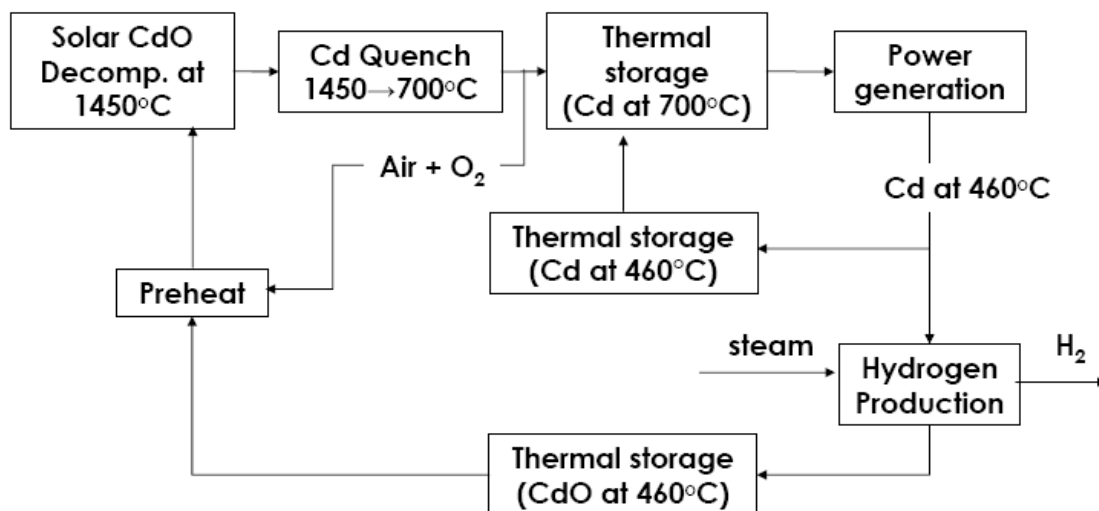 Solar CdO
Decomp. at
1450°C
Cd Quench
1450→700°C
Thermal
storage
(Cd at 700°C)
Power
generation
Air + O₂
Cd at 460°C
Thermal storage
(Cd at 460°C)
Preheat
steam
Hydrogen
Production
H₂
Thermal storage
(CdO at 460°C)